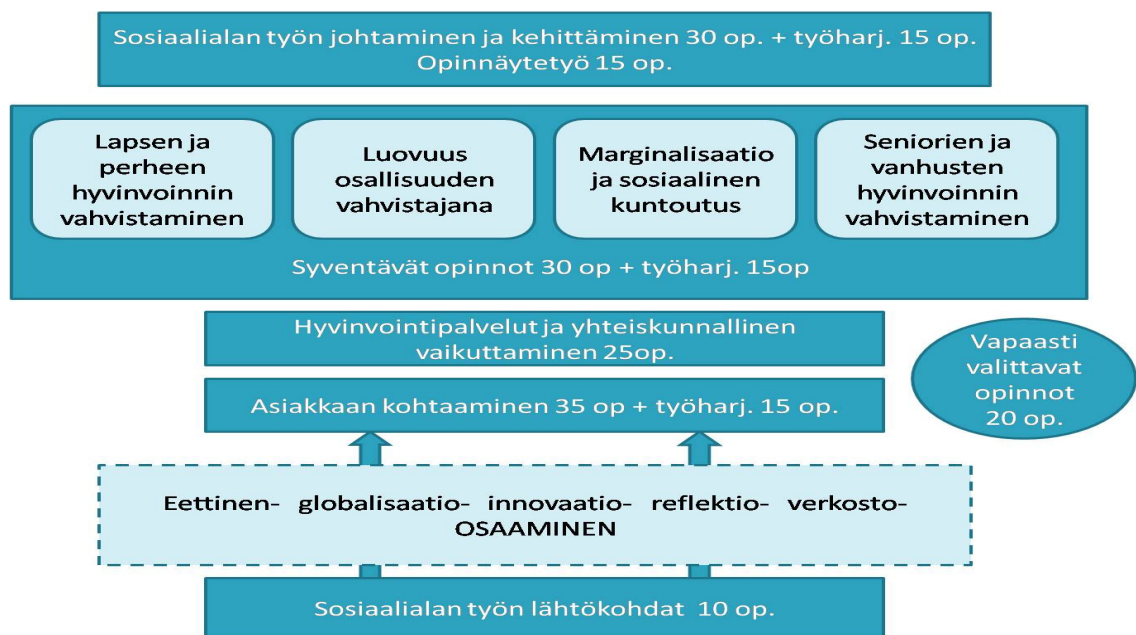 Sosiaalialan työn johtaminen ja kehittäminen 30 op. + työharj. 15 op.
Opinnäytetyö 15 op.
Lapsen ja
perheen
hyvinvoinnin
vahvistaminen
Luovuus
osallisuuden
vahvistajana
Marginalisaatio
ja sosiaalinen
kuntoutus
Seniorien ja
vanhusten
hyvinvoinnin
vahvistaminen
Syventävät opinnot 30 op + työharj. 15op
Hyvinvointipalvelut ja yhteiskunnallinen
vaikuttaminen 25op.
Vapaasti
valittavat
opinnot
20 op.
Asiakkaan kohtaaminen 35 op + työharj. 15 op.
Eettinen- globalisaatio- innovaatio- reflektio- verkosto-
OSAAMINEN
Sosiaalialan työn lähtökohdat 10 op.